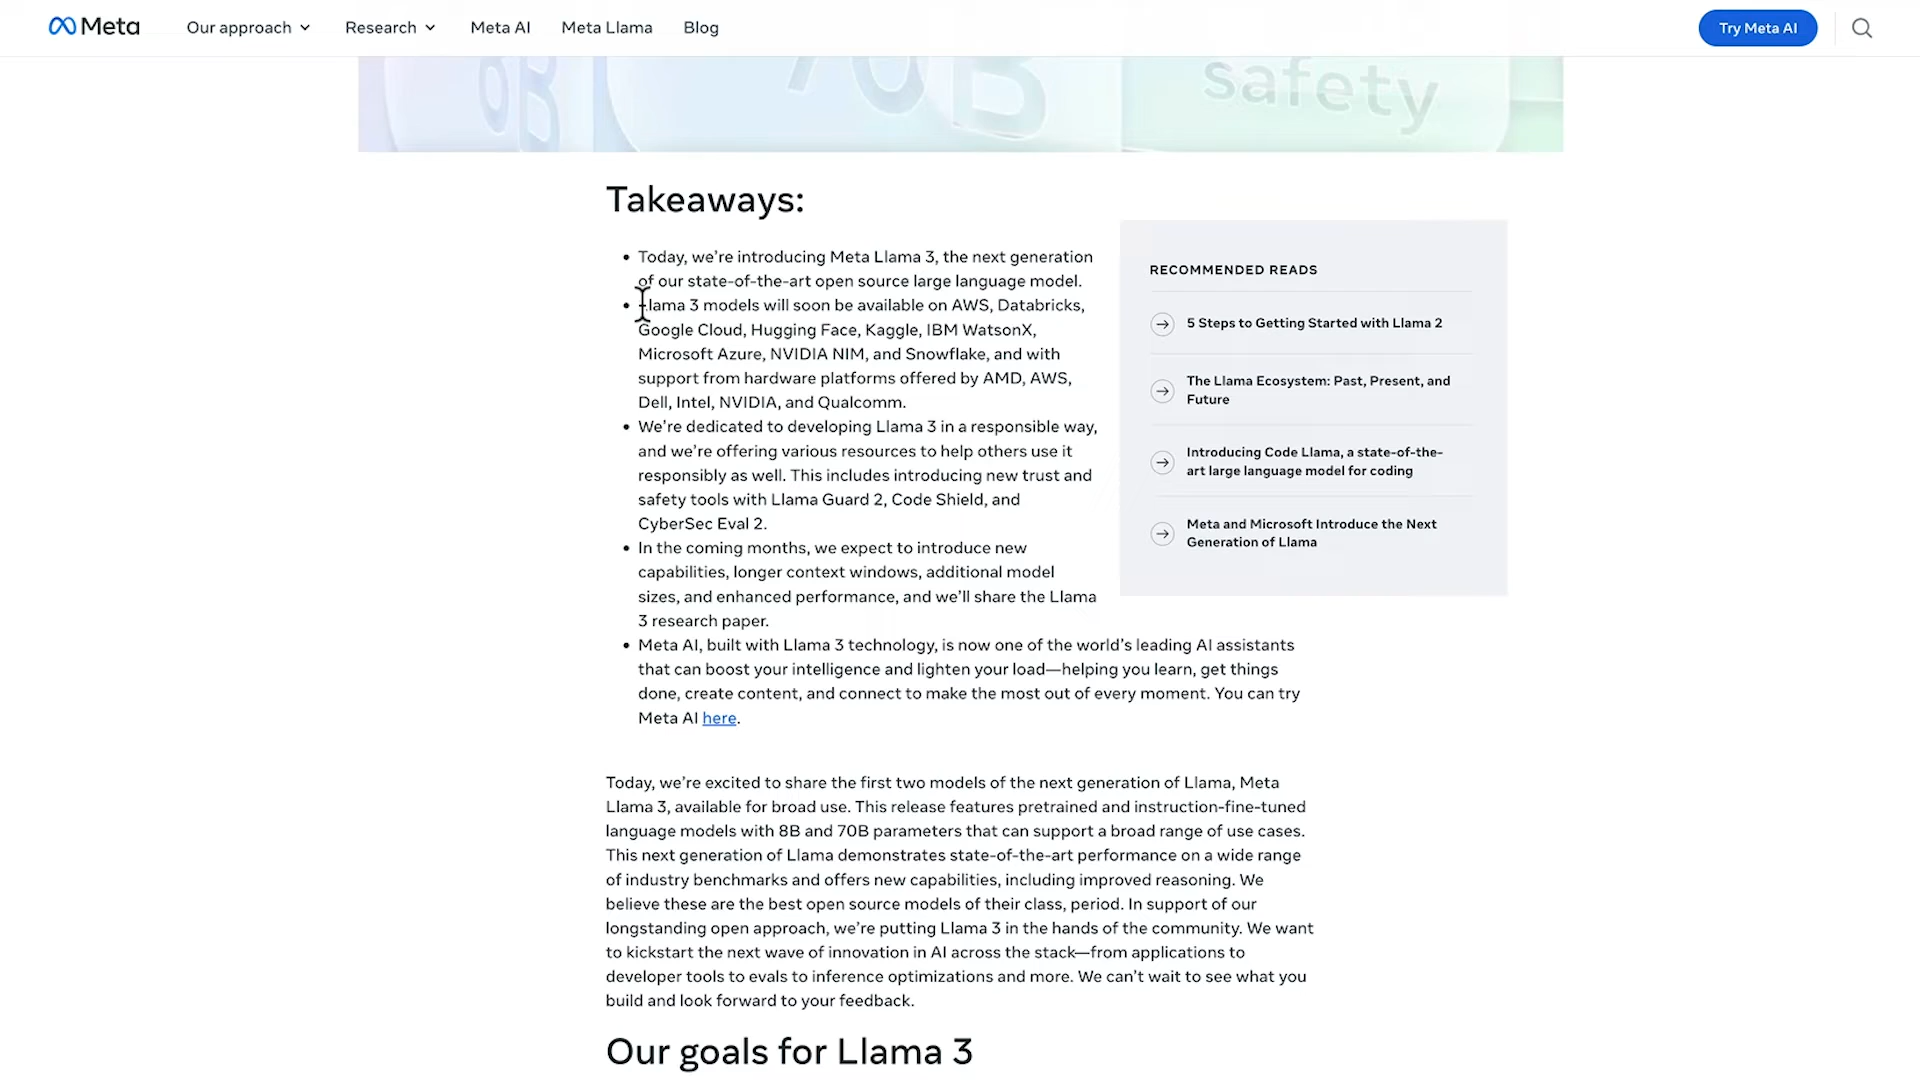 Meta
Our approach
Research
Meta AI
Meta Llama
Blog
Try Meta AI
8B
70B
safety
Takeaways:
Today, we’re introducing Meta Llama 3, the next generation
of our state-of-the-art open source large language model.
Llama 3 models will soon be available on AWS, Databricks,
Google Cloud, Hugging Face, Kaggle, IBM WatsonX,
Microsoft Azure, NVIDIA NIM, and Snowflake, and with
support from hardware platforms offered by AMD, AWS,
Dell, Intel, NVIDIA, and Qualcomm.
We’re dedicated to developing Llama 3 in a responsible way,
and we’re offering various resources to help others use it
responsibly as well. This includes introducing new trust and
safety tools with Llama Guard 2, Code Shield, and
CyberSec Eval 2.
In the coming months, we expect to introduce new
capabilities, longer context windows, additional model
sizes, and enhanced performance, and we’ll share the Llama
3 research paper.
Meta AI, built with Llama 3 technology, is now one of the world’s leading AI assistants
that can boost your intelligence and lighten your load—helping you learn, get things
done, create content, and connect to make the most out of every moment. You can try
Meta AI here.
RECOMMENDED READS
5 Steps to Getting Started with Llama 2
The Llama Ecosystem: Past, Present, and
Future
Introducing Code Llama, a state-of-the-
art large language model for coding
Meta and Microsoft Introduce the Next
Generation of Llama
Today, we’re excited to share the first two models of the next generation of Llama, Meta
Llama 3, available for broad use. This release features pretrained and instruction-fine-tuned
language models with 8B and 70B parameters that can support a broad range of use cases.
This next generation of Llama demonstrates state-of-the-art performance on a wide range
of industry benchmarks and offers new capabilities, including improved reasoning. We
believe these are the best open source models of their class, period. In support of our
longstanding open approach, we’re putting Llama 3 in the hands of the community. We want
to kickstart the next wave of innovation in AI across the stack—from applications to
developer tools to evals to inference optimizations and more. We can’t wait to see what you
build and look forward to your feedback.
Our goals for Llama 3